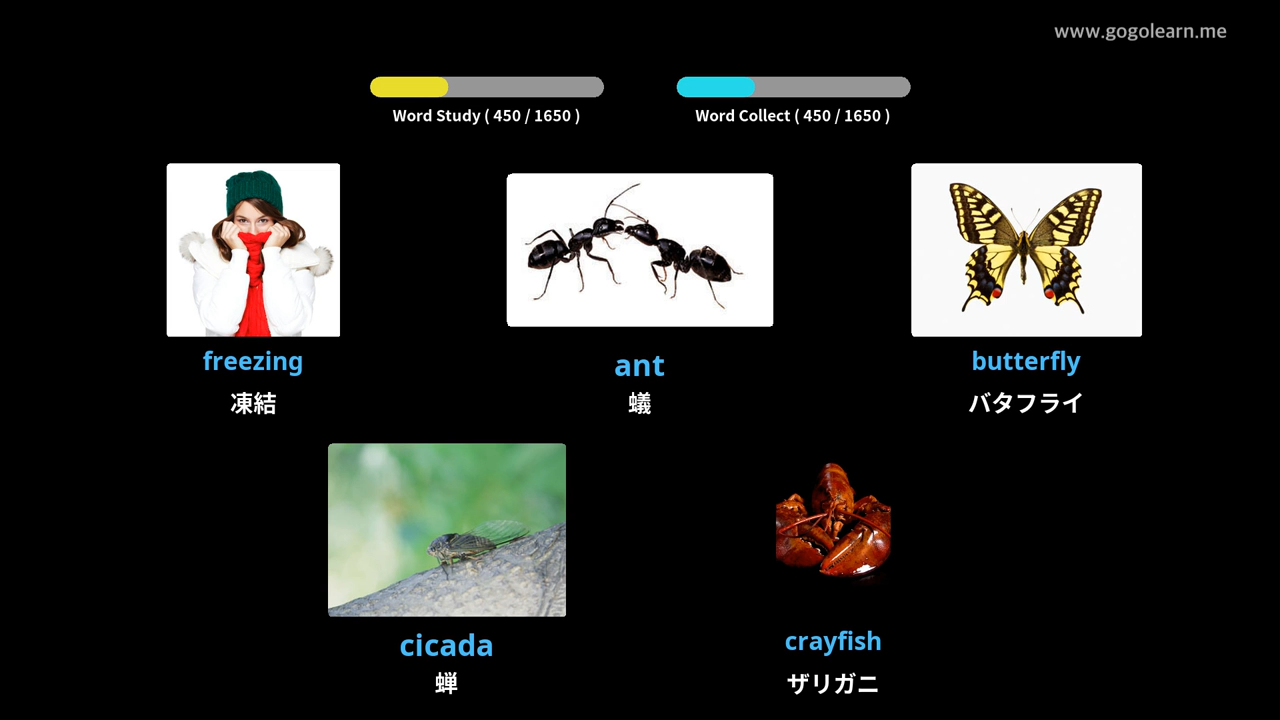 www.gogolearn.me
Word Study ( 450 / 1650 )
Word Collect ( 450 / 1650 )
freezing
凍結
ant
蟻
butterfly
バタフライ
cicada
蝉
crayfish
ザリガニ